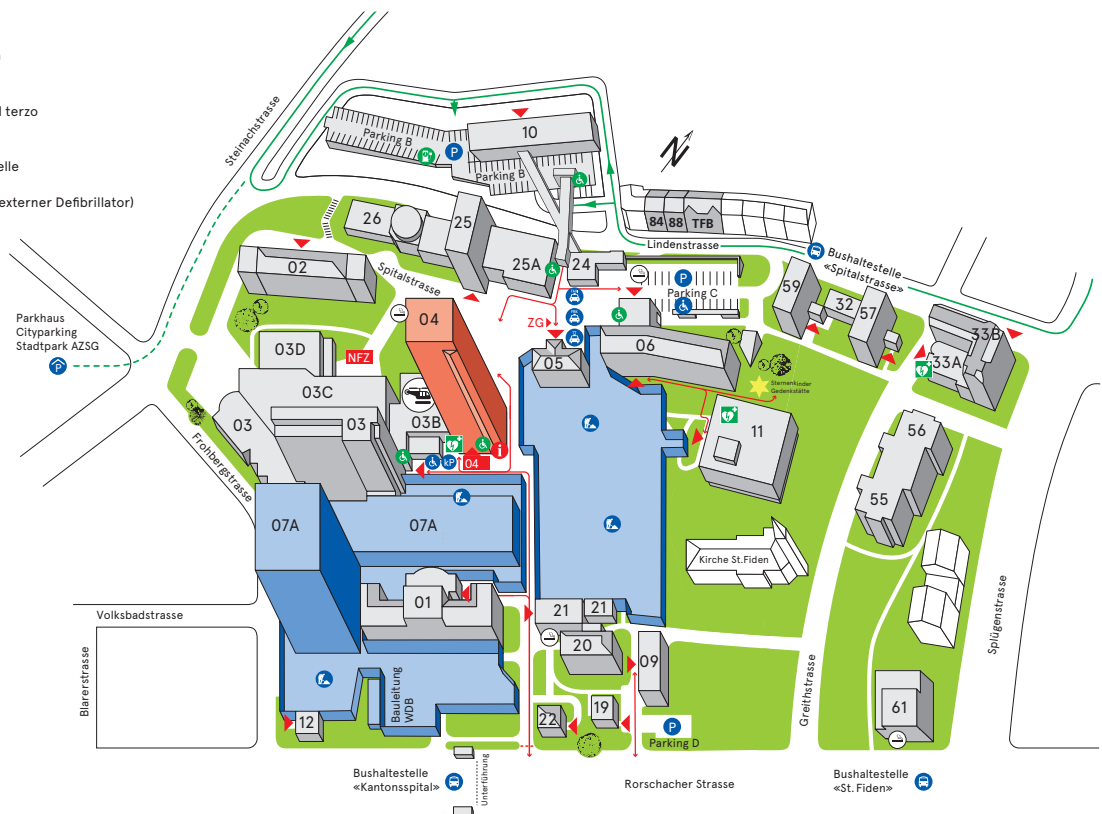 l terzo
elle
externer Defibrillator)
Steinachstrasse
Parking B
P
10
Parking B
N
84 88 TFB
Lindenstrasse
Bushaltestelle
«Spitalstrasse»
26
25
25A
24
02
Spitalstrasse
P
Parking C
59
32
57
33B
33A
Parkhaus
Cityparking
Stadtpark AZSG
P
04
ZG
NFZ
03D
05
06
Sternenkinder
Gedenkstätte
03C
03
03
03B
11
56
55
kP
04
i
Frohbergstrasse
07A
07A
Kirche St.Fiden
Volksbadstrasse
01
21
21
20
09
Blarerstrasse
Bauleitung
WDB
Greithstrasse
Splügenstrasse
12
22
19
61
P
Parking D
Bushaltestelle
«Kantonsspital»
Unterführung
Rorschacher Strasse
Bushaltestelle
«St. Fiden»